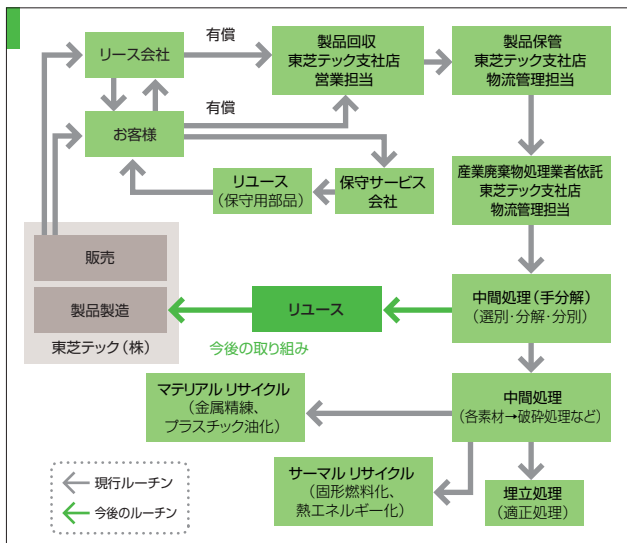 有償
リース会社
製品回収
東芝テック支社店
営業担当
製品保管
東芝テック支社店
物流管理担当
有償
お客様
産業廃棄物処理業者依託
東芝テック支社店
物流管理担当
リユース
（保守用部品）
保守サービス
会社
販売
製品製造
東芝テック（株）
リユース
今後の取り組み
中間処理（手分解）
（選別・分解・分別）
マテリアル リサイクル
（金属精練、
プラスチック油化）
中間処理
（各素材→破砕処理など）
サーマル リサイクル
（固形燃料化、
熱エネルギー化）
埋立処理
（適正処理）
現行ルーチン
今後のルーチン